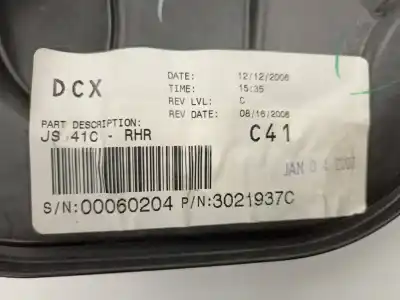 DCX
DATE: 12/12/2006
TIME: 15:35
REV LVL: C
REV DATE: 08/16/2006
PART DESCRIPTION:
JS 41C - RHR
C41
JAN 0 4 2007
S/N:00060204 P/N:3021937C